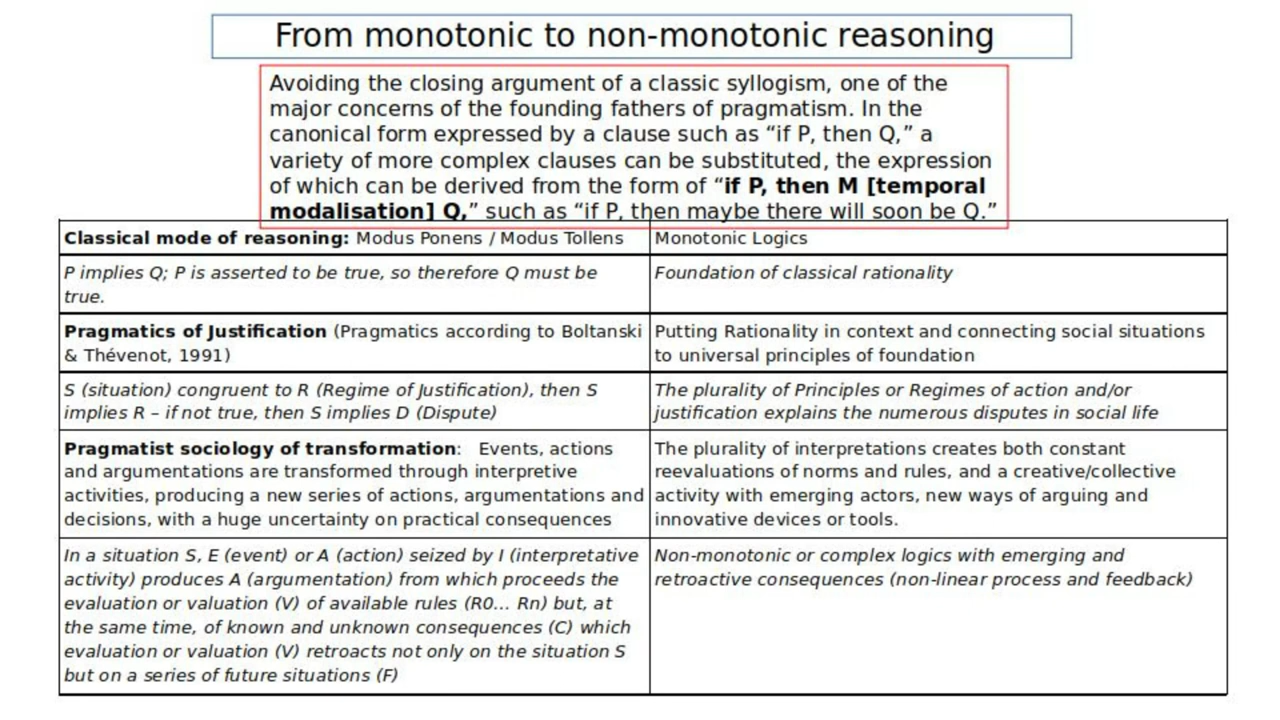 From monotonic to non-monotonic reasoning
Avoiding the closing argument of a classic syllogism, one of the
major concerns of the founding fathers of pragmatism. In the
canonical form expressed by a clause such as “if P, then Q,” a
variety of more complex clauses can be substituted, the expression
of which can be derived from the form of “if P, then M [temporal
modalisation] Q,” such as “if P, then maybe there will soon be Q.”
Classical mode of reasoning: Modus Ponens / Modus Tollens
Monotonic Logics
P implies Q; P is asserted to be true, so therefore Q must be
true.
Foundation of classical rationality
Pragmatics of Justification (Pragmatics according to Boltanski
& Thévenot, 1991)
Putting Rationality in context and connecting social situations
to universal principles of foundation
S (situation) congruent to R (Regime of Justification), then S
implies R – if not true, then S implies D (Dispute)
The plurality of Principles or Regimes of action and/or
justification explains the numerous disputes in social life
Pragmatist sociology of transformation: Events, actions
and argumentations are transformed through interpretive
activities, producing a new series of actions, argumentations and
decisions, with a huge uncertainty on practical consequences
The plurality of interpretations creates both constant
reevaluations of norms and rules, and a creative/collective
activity with emerging actors, new ways of arguing and
innovative devices or tools.
In a situation S, E (event) or A (action) seized by I (interpretative
activity) produces A (argumentation) from which proceeds the
evaluation or valuation (V) of available rules (R0... Rn) but, at
the same time, of known and unknown consequences (C) which
evaluation or valuation (V) retroacts not only on the situation S
but on a series of future situations (F)
Non-monotonic or complex logics with emerging and
retroactive consequences (non-linear process and feedback)